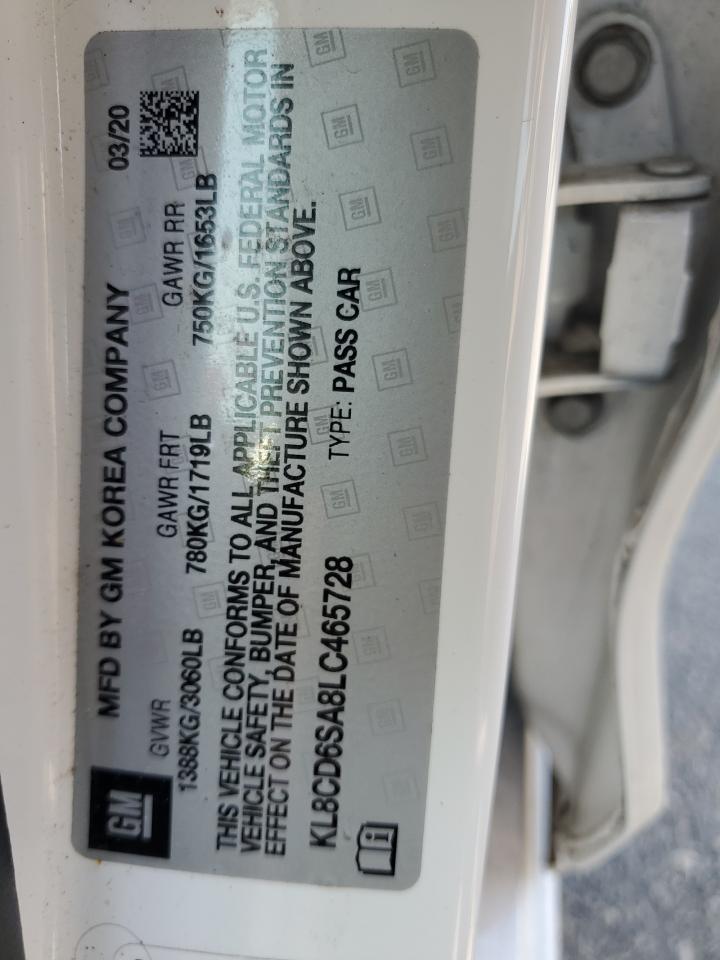 GM
MFD BY GM KOREA COMPANY 03/20
GVWR GAWR FRT GAWR RR
1388KG/3060LB 780KG/1719LB 750KG/1653LB
THIS VEHICLE CONFORMS TO ALL APPLICABLE U.S. FEDERAL MOTOR
VEHICLE SAFETY, BUMPER, AND THEFT PREVENTION STANDARDS IN
EFFECT ON THE DATE OF MANUFACTURE SHOWN ABOVE.
KL8CD6SA8LC465728 TYPE: PASS CAR